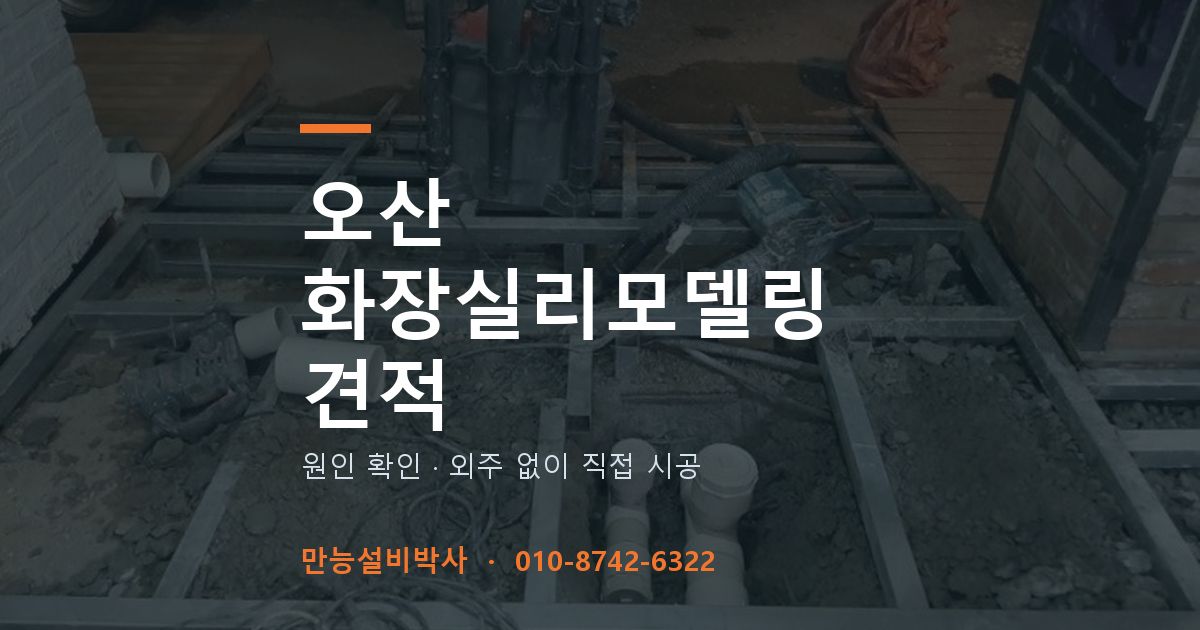 오산
화장실리모델링
견적
원인 확인 · 외주 없이 직접 시공
만능설비박사 · 010-8742-6322